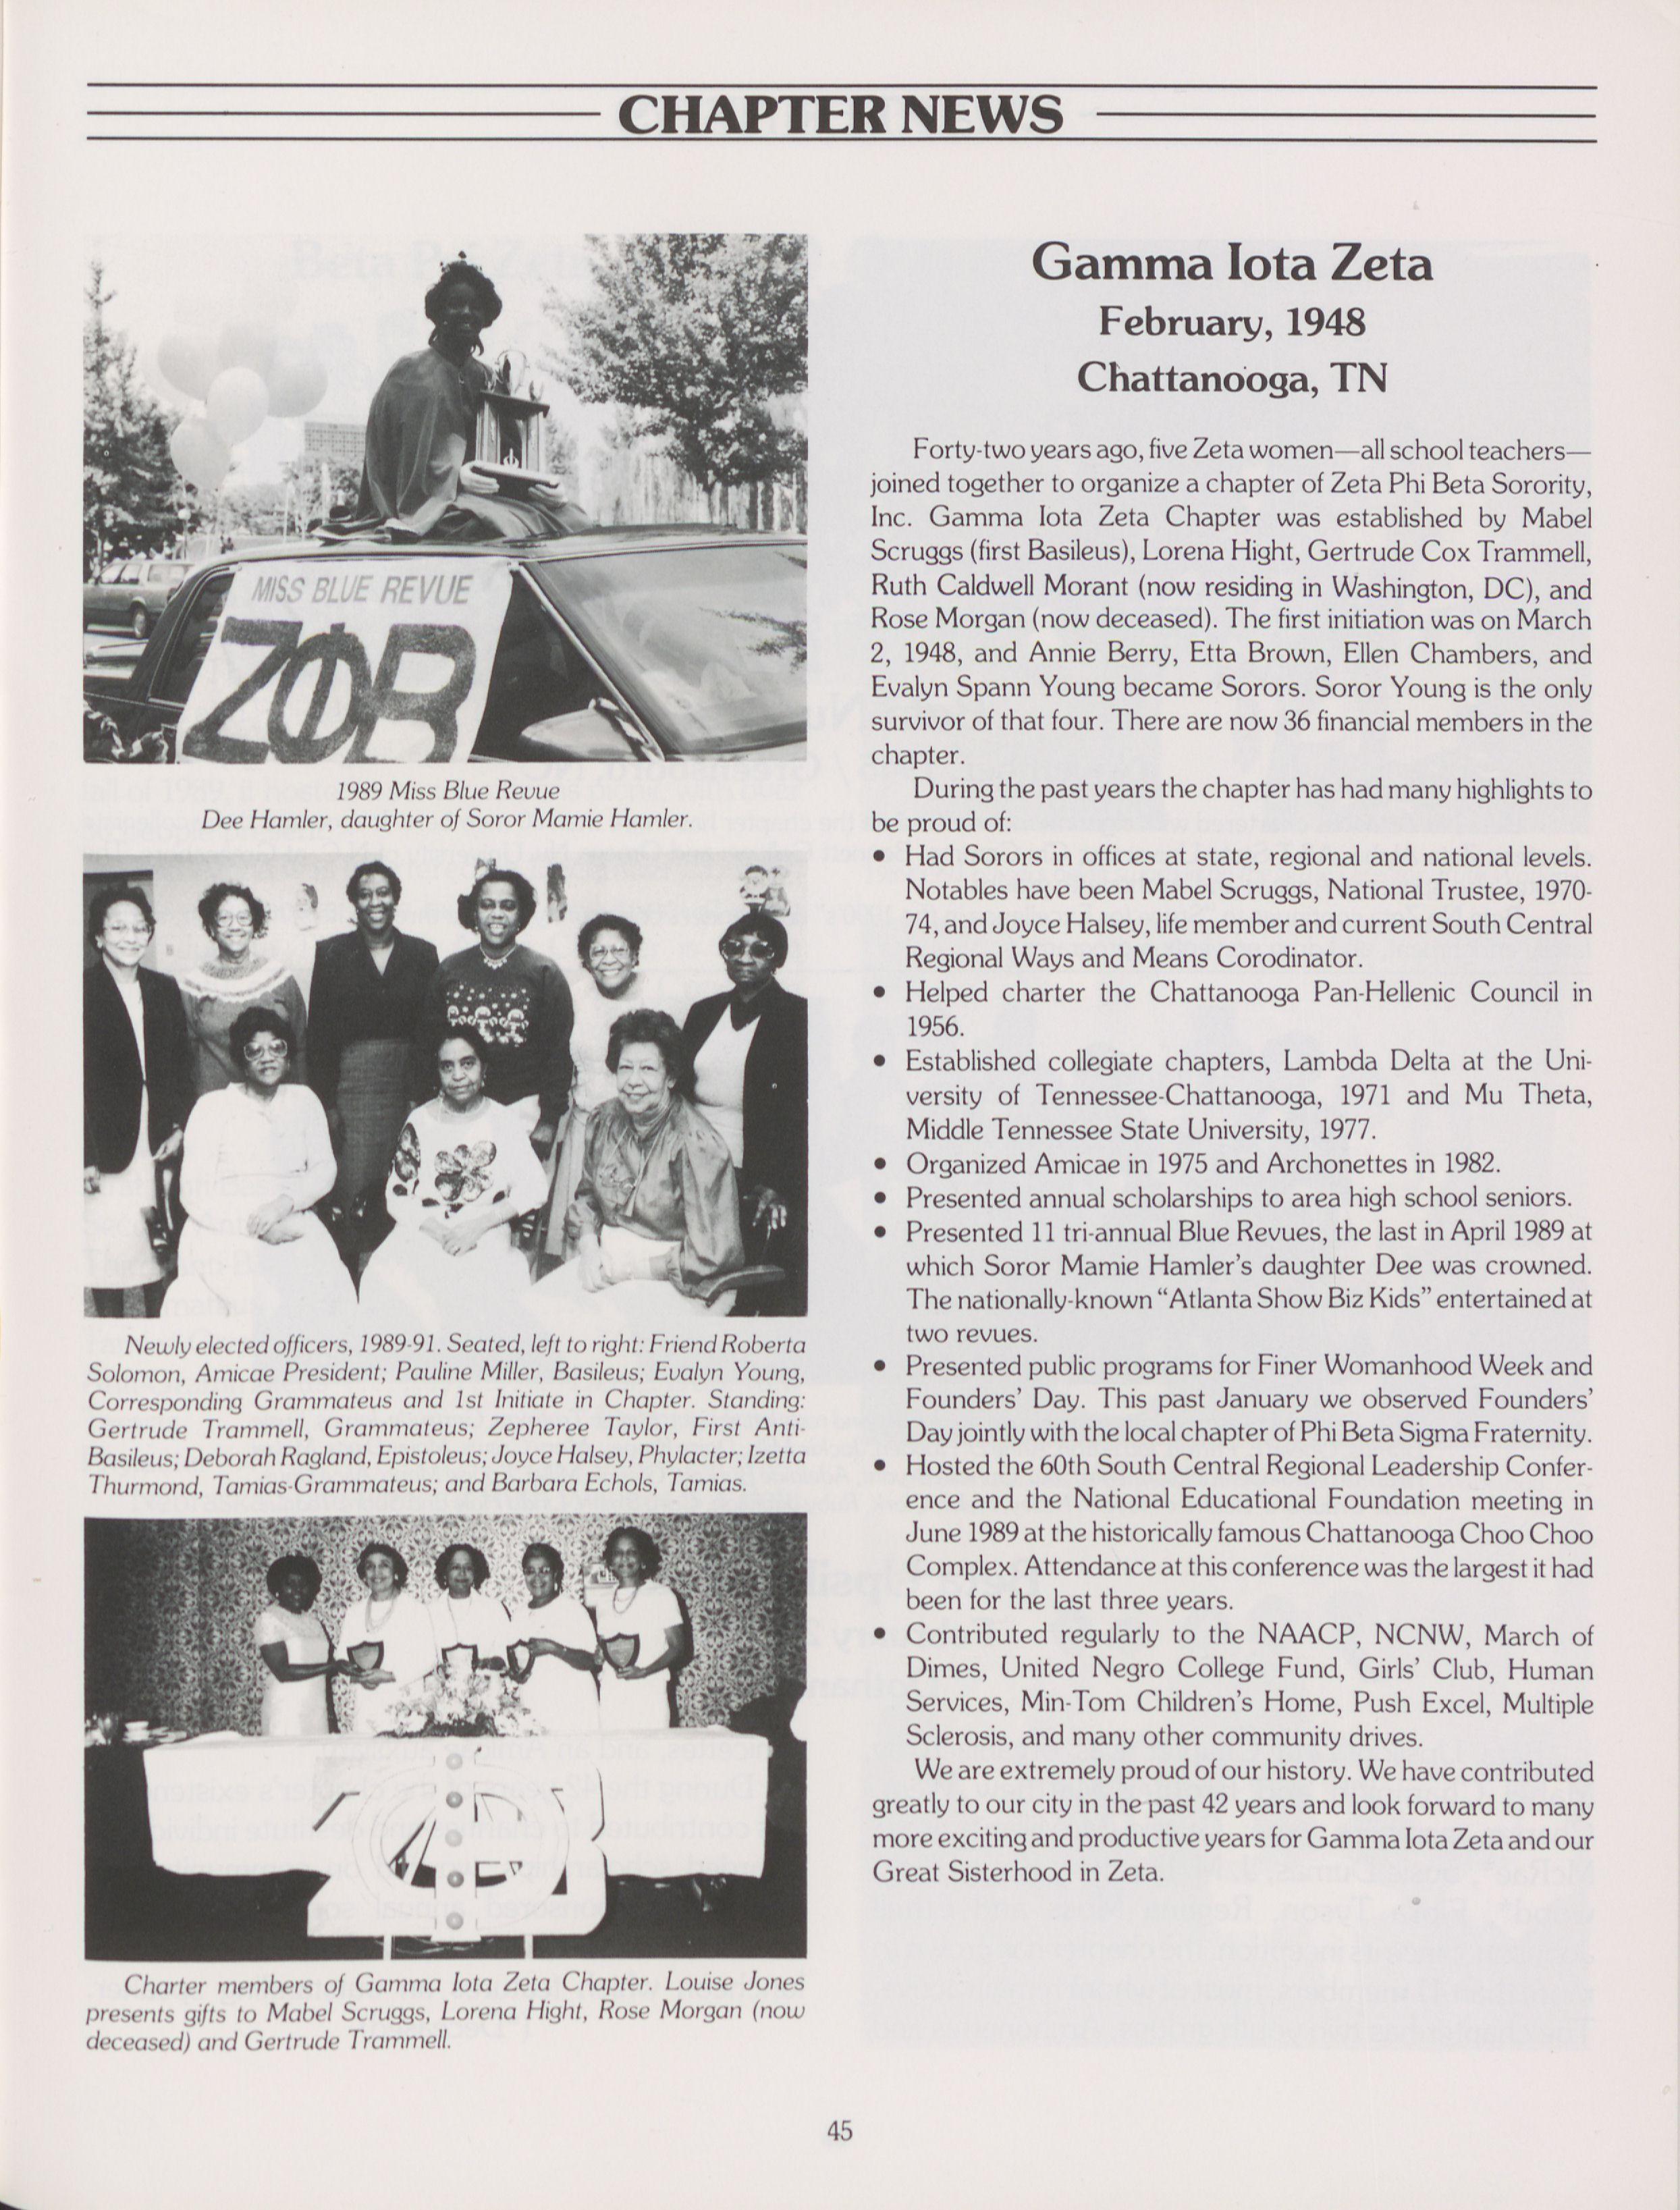 CHAPTER NEWS
MISS BLUE REVUE
ZΦB
1989 Miss Blue Revue
Dee Hamler, daughter of Soror Mamie Hamler.
Newly elected officers, 1989-91. Seated, left to right: Friend Roberta
Solomon, Amicae President; Pauline Miller, Basileus; Evalyn Young,
Corresponding Grammateus and 1st Initiate in Chapter. Standing:
Gertrude Trammell, Grammateus; Zepheree Taylor, First Anti-
Basileus; Deborah Ragland, Epistoleus; Joyce Halsey, Phylacter; Izetta
Thurmond, Tamias-Grammateus; and Barbara Echols, Tamias.
Charter members of Gamma Iota Zeta Chapter. Louise Jones
presents gifts to Mabel Scruggs, Lorena Hight, Rose Morgan (now
deceased) and Gertrude Trammell.
Gamma Iota Zeta
February, 1948
Chattanooga, TN
Forty-two years ago, five Zeta women—all school teachers—
joined together to organize a chapter of Zeta Phi Beta Sorority,
Inc. Gamma Iota Zeta Chapter was established by Mabel
Scruggs (first Basileus), Lorena Hight, Gertrude Cox Trammell,
Ruth Caldwell Morant (now residing in Washington, DC), and
Rose Morgan (now deceased). The first initiation was on March
2, 1948, and Annie Berry, Etta Brown, Ellen Chambers, and
Evalyn Spann Young became Sorors. Soror Young is the only
survivor of that four. There are now 36 financial members in the
chapter.
During the past years the chapter has had many highlights to
be proud of:
• Had Sorors in offices at state, regional and national levels.
Notables have been Mabel Scruggs, National Trustee, 1970-
74, and Joyce Halsey, life member and current South Central
Regional Ways and Means Corodinator.
• Helped charter the Chattanooga Pan-Hellenic Council in
1956.
• Established collegiate chapters, Lambda Delta at the Uni-
versity of Tennessee-Chattanooga, 1971 and Mu Theta,
Middle Tennessee State University, 1977.
• Organized Amicae in 1975 and Archonettes in 1982.
• Presented annual scholarships to area high school seniors.
• Presented 11 tri-annual Blue Revues, the last in April 1989 at
which Soror Mamie Hamler's daughter Dee was crowned.
The nationally-known "Atlanta Show Biz Kids" entertained at
two revues.
• Presented public programs for Finer Womanhood Week and
Founders' Day. This past January we observed Founders'
Day jointly with the local chapter of Phi Beta Sigma Fraternity.
• Hosted the 60th South Central Regional Leadership Confer-
ence and the National Educational Foundation meeting in
June 1989 at the historically famous Chattanooga Choo Choo
Complex. Attendance at this conference was the largest it had
been for the last three years.
• Contributed regularly to the NAACP, NCNW, March of
Dimes, United Negro College Fund, Girls' Club, Human
Services, Min-Tom Children's Home, Push Excel, Multiple
Sclerosis, and many other community drives.
We are extremely proud of our history. We have contributed
greatly to our city in the past 42 years and look forward to many
more exciting and productive years for Gamma Iota Zeta and our
Great Sisterhood in Zeta.
45